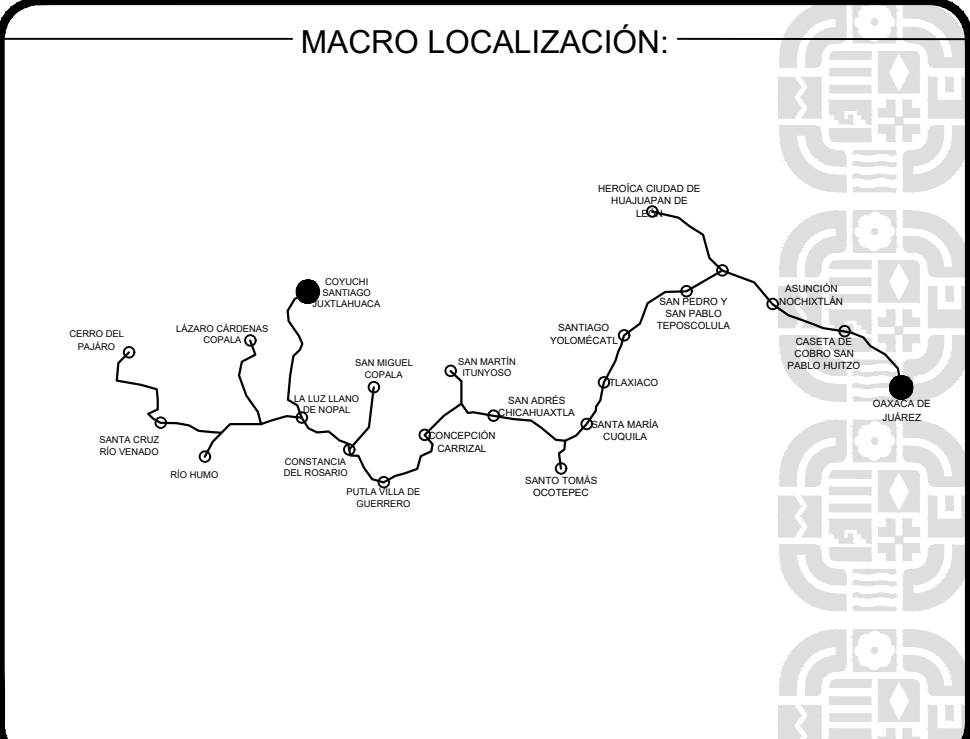 MACRO LOCALIZACIÓN:
HEROÍCA CIUDAD DE
HUAJUAPAN DE
LEÓN
COYUCHI
SANTIAGO
JUXTLAHUACA
ASUNCIÓN
NOCHIXTLÁN
SAN PEDRO Y
SAN PABLO
TEPOSCOLULA
CERRO DEL
PAJÁRO
LÁZARO CÁRDENAS
COPALA
SANTIAGO
YOLOMÉCATL
CASETA DE
COBRO SAN
PABLO HUITZO
SAN MIGUEL
COPALA
SAN MARTÍN
ITUNYOSO
TLAXIACO
LA LUZ LLANO
DE NOPAL
SAN ADRÉS
CHICAHUAXTLA
OAXACA DE
JUÁREZ
SANTA MARÍA
CUQUILA
SANTA CRUZ
RÍO VENADO
CONCEPCIÓN
CARRIZAL
RÍO HUMO
CONSTANCIA
DEL ROSARIO
SANTO TOMÁS
OCOTEPEC
PUTLA VILLA DE
GUERRERO